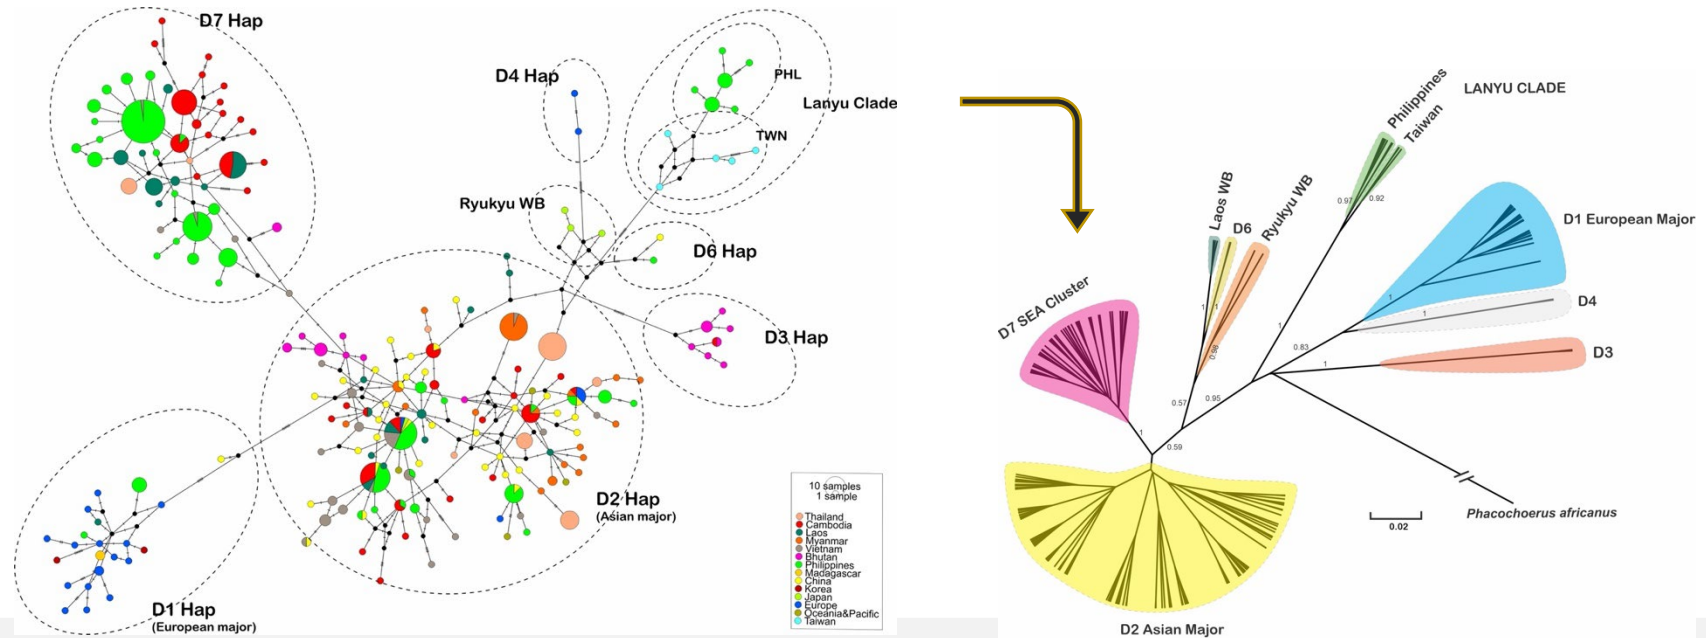 D7 Hap
D4 Hap
PHL
Lanyu Clade
TWN
Ryukyu WB
D6 Hap
D3 Hap
D2 Hap
(Asian major)
D1 Hap
(European major)
10 samples
1 sample
Thailand
Cambodia
Laos
Myanmar
Vietnam
Bhutan
Philippines
Madagascar
China
Korea
Japan
Europe
Oceania&Pacific
Taiwan
Philippines
Taiwan
LANYU CLADE
Laos WB
D6
Ryukyu WB
D1 European Major
D4
D3
D7 SEA Cluster
0.97
0.92
1
1
1
1
1
0.98
0.83
1
0.57
0.95
1
0.59
Phacochoerus africanus
0.02
D2 Asian Major